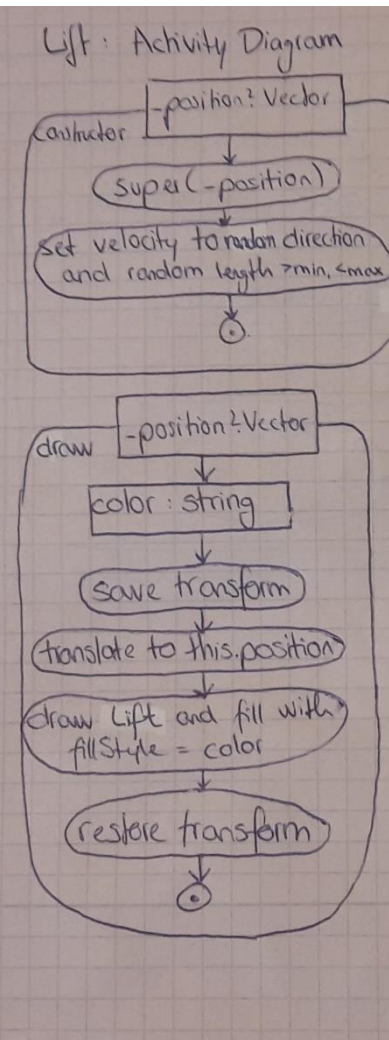 Lift: Activity Diagram
-position?: Vector
Constructor
super(-position)
set velocity to random direction
and random length >min, <max
-position?: Vector
draw
color: string
save transform
translate to this.position
draw Lift and fill with
fillStyle = color
restore transform